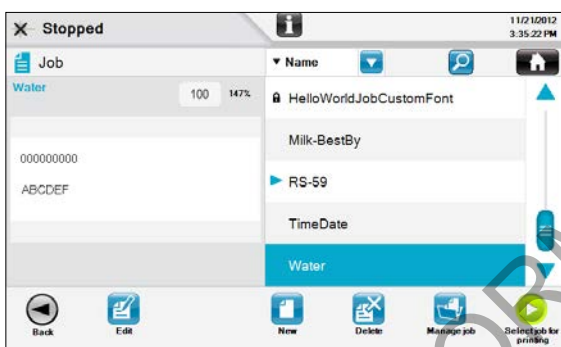 Stopped
11/21/2012
3:35:22 PM
Job
Name
Water
100 147%
HelloWorldJobCustomFont
Milk-BestBy
000000000
ABCDEF
RS-59
TimeDate
Water
Back
Edit
New
Delete
Manage job
Select job for
printing